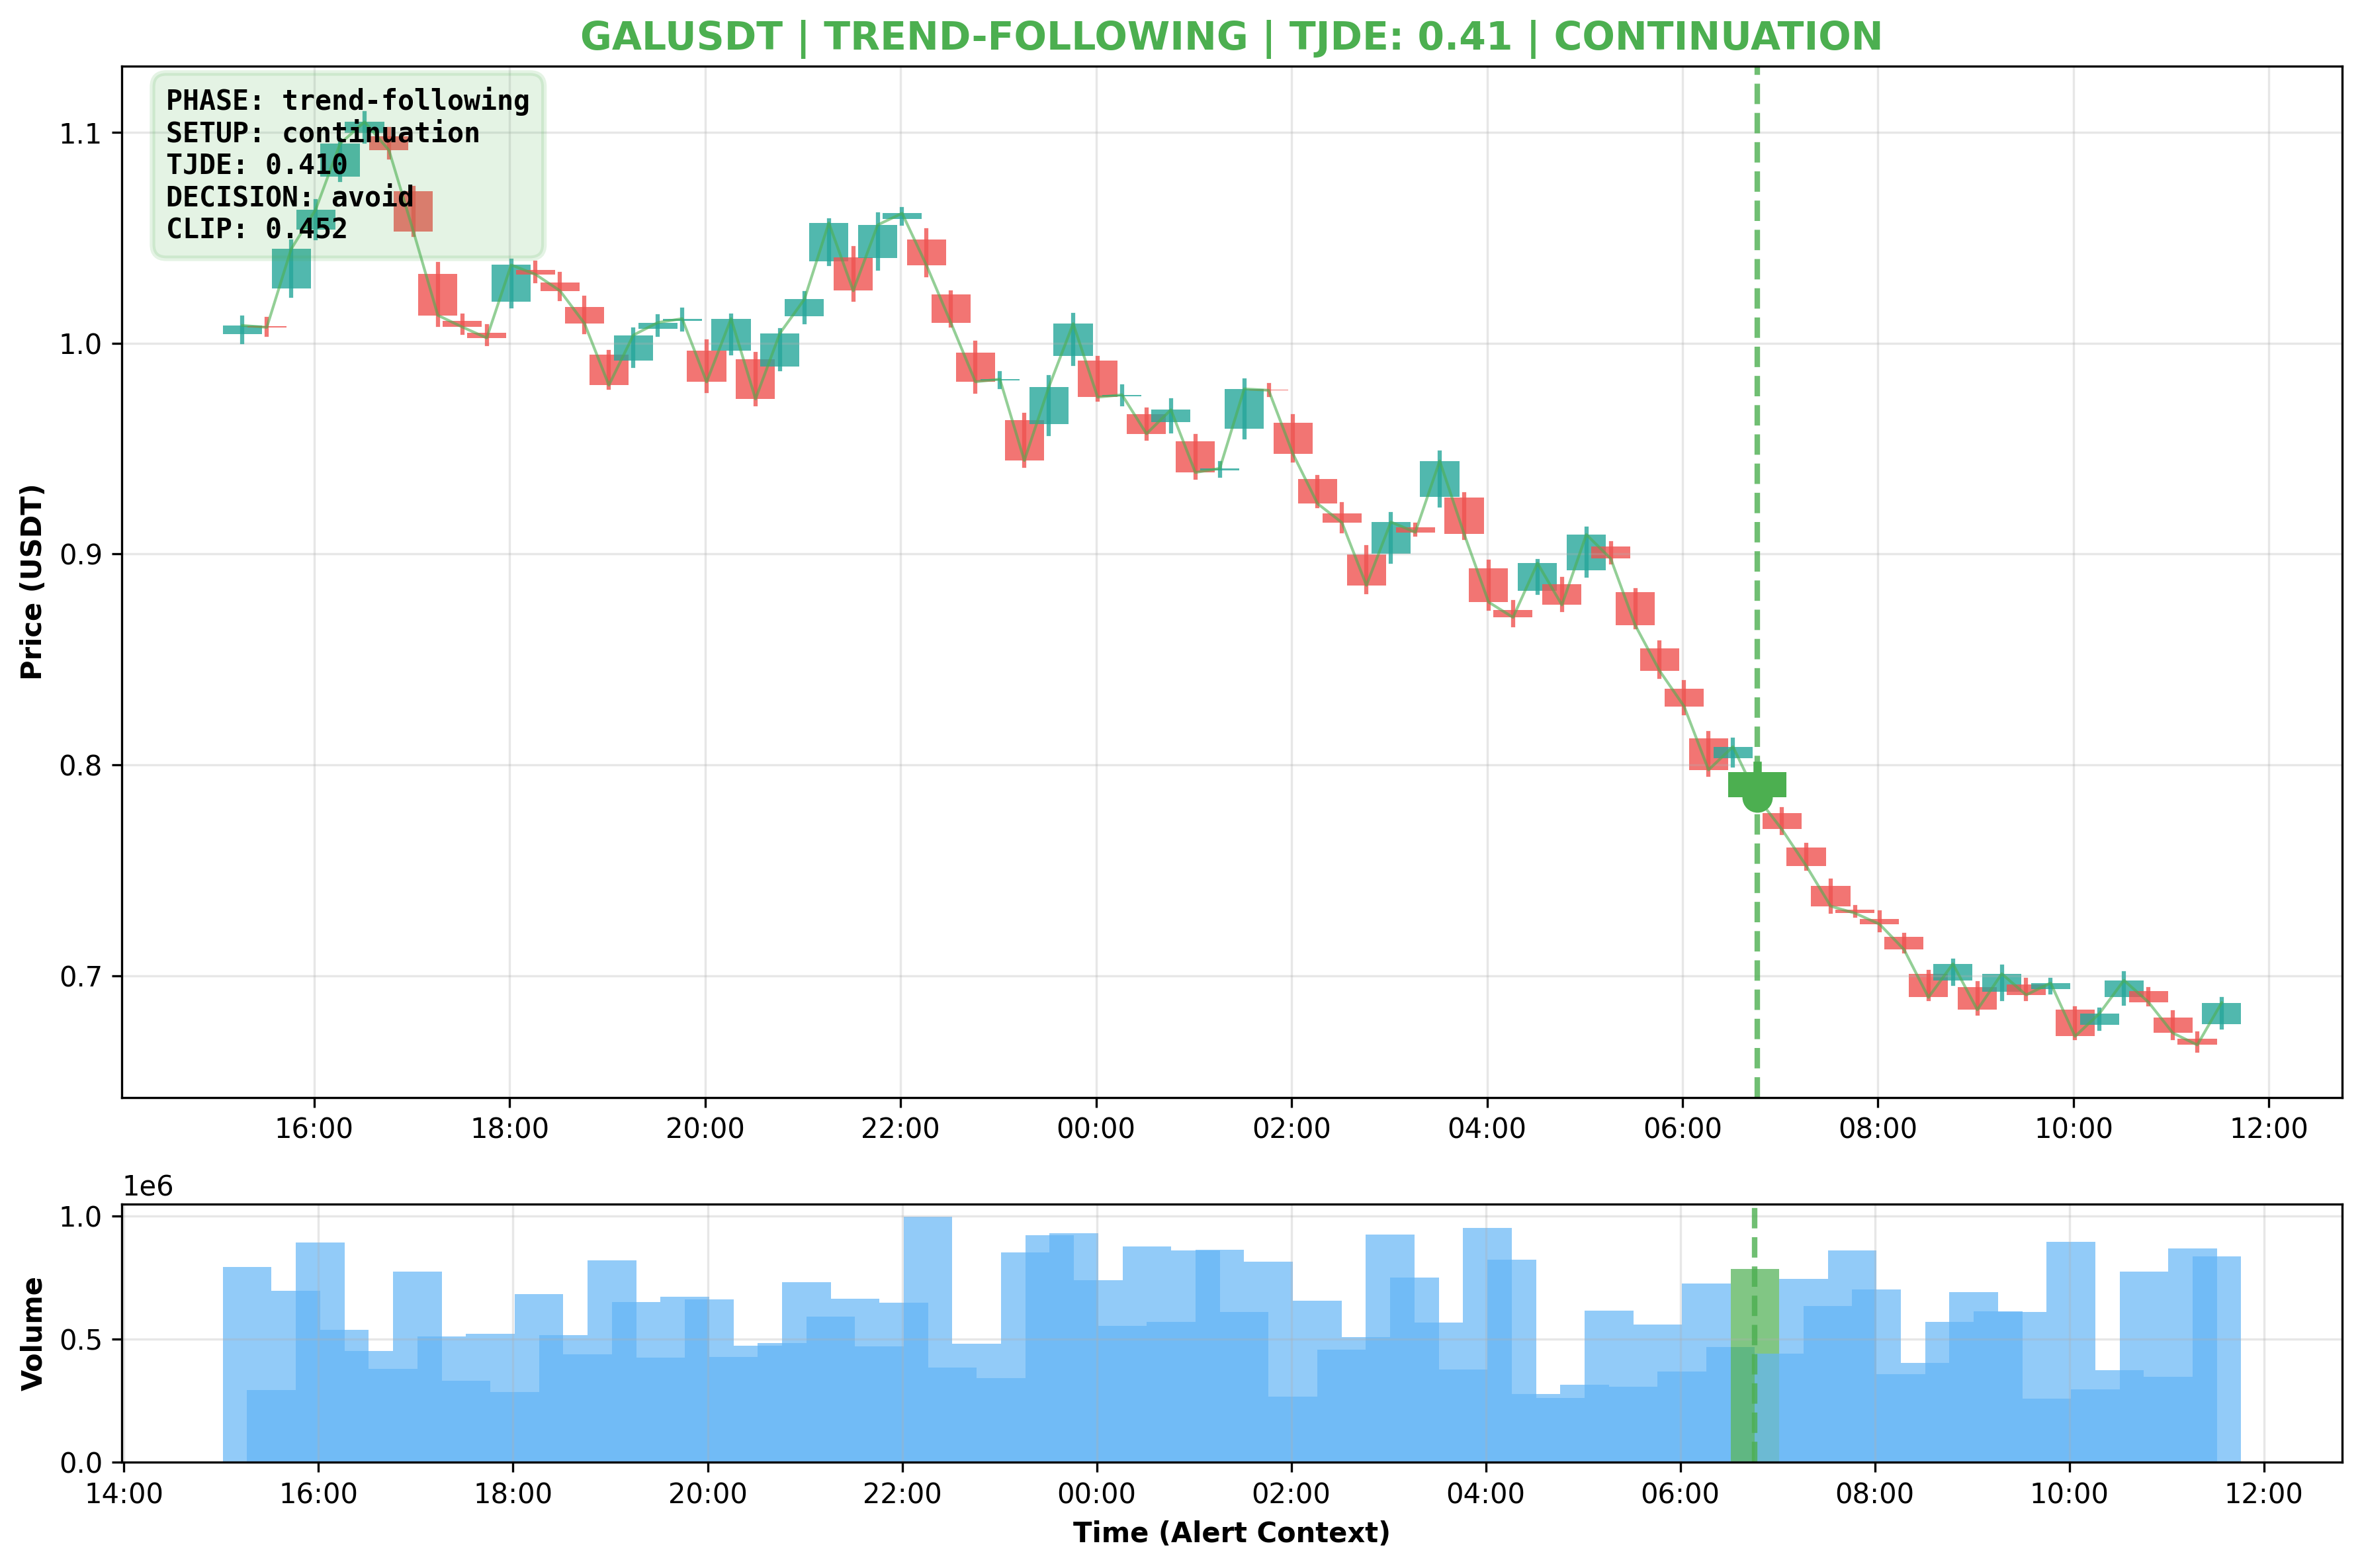 GALUSDT | TREND-FOLLOWING | TJDE: 0.41 | CONTINUATION
PHASE: trend-following
SETUP: continuation
TJDE: 0.410
DECISION: avoid
CLIP: 0.452
Price (USDT)
1.1
1.0
0.9
0.8
0.7
16:00 18:00 20:00 22:00 00:00 02:00 04:00 06:00 08:00 10:00 12:00
1e6
Volume
1.0
0.5
0.0
14:00 16:00 18:00 20:00 22:00 00:00 02:00 04:00 06:00 08:00 10:00 12:00
Time (Alert Context)